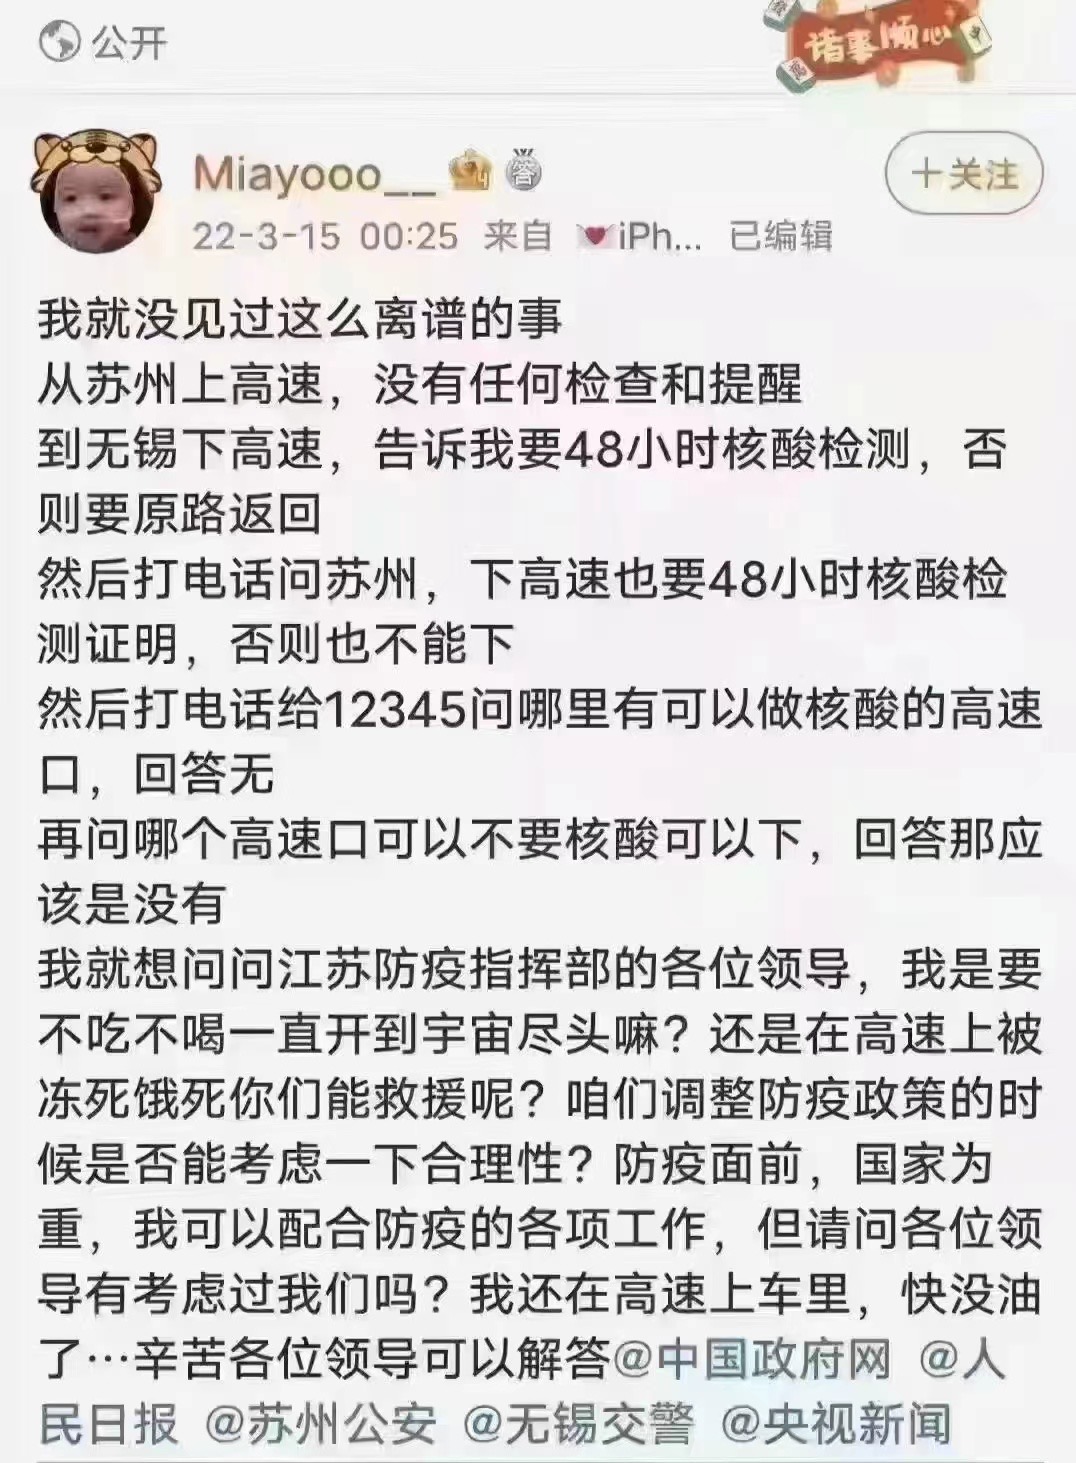 公开
诸事顺心
Miayooo__
答
22-3-15 00:25 来自 iPh... 已编辑
+关注
我就没见过这么离谱的事
从苏州上高速，没有任何检查和提醒
到无锡下高速，告诉我要48小时核酸检测，否
则要原路返回
然后打电话问苏州，下高速也要48小时核酸检
测证明，否则也不能下
然后打电话给12345问哪里有可以做核酸的高速
口，回答无
再问哪个高速口可以不要核酸可以下，回答那应
该是没有
我就想问问江苏防疫指挥部的各位领导，我是要
不吃不喝一直开到宇宙尽头嘛？还是在高速上被
冻死饿死你们能救援呢？咱们调整防疫政策的时
候是否能考虑一下合理性？防疫面前，国家为
重，我可以配合防疫的各项工作，但请问各位领
导有考虑过我们吗？我还在高速上车里，快没油
了…辛苦各位领导可以解答@中国政府网 @人
民日报 @苏州公安 @无锡交警 @央视新闻